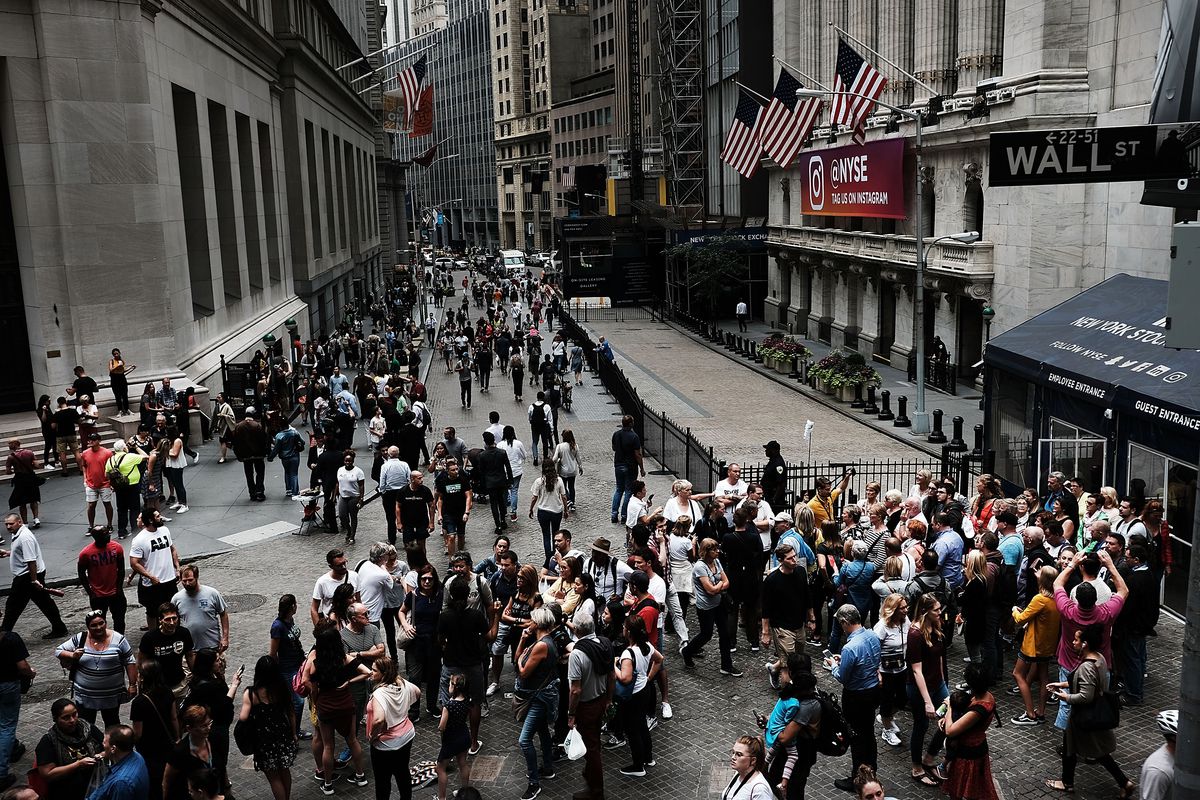 ←22-51
WALL ST
@NYSE
TAG US ON INSTAGRAM
NEW YORK STOCK
FOLLOW NYSE
EMPLOYEE ENTRANCE
GUEST ENTRANCE